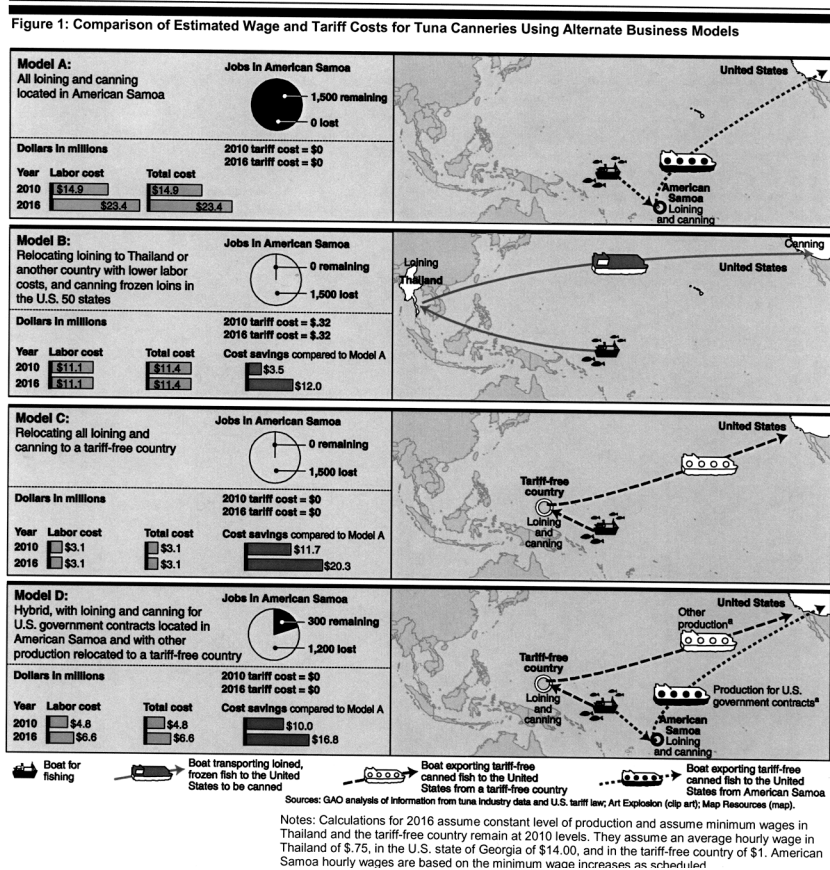 Figure 1: Comparison of Estimated Wage and Tariff Costs for Tuna Canneries Using Alternate Business Models
Model A:
All loining and canning
located in American Samoa
Jobs in American Samoa
1,500 remaining
0 lost
Dollars in millions
2010 tariff cost = $0
2016 tariff cost = $0
Year Labor cost Total cost
2010 $14.9 $14.9
2016 $23.4 $23.4
United States
American
Samoa
Loining
and canning
Model B:
Relocating loining to Thailand or
another country with lower labor
costs, and canning frozen loins in
the U.S. 50 states
Jobs in American Samoa
0 remaining
1,500 lost
Dollars in millions
2010 tariff cost = $.32
2016 tariff cost = $.32
Year Labor cost Total cost Cost savings compared to Model A
2010 $11.1 $11.4 $3.5
2016 $11.1 $11.4 $12.0
Canning
United States
Loining
Thailand
Model C:
Relocating all loining and
canning to a tariff-free country
Jobs in American Samoa
0 remaining
1,500 lost
Dollars in millions
2010 tariff cost = $0
2016 tariff cost = $0
Year Labor cost Total cost Cost savings compared to Model A
2010 $3.1 $3.1 $11.7
2016 $3.1 $3.1 $20.3
United States
Tariff-free
country
Loining
and
canning
Model D:
Hybrid, with loining and canning for
U.S. government contracts located in
American Samoa and with other
production relocated to a tariff-free country
Jobs in American Samoa
300 remaining
1,200 lost
Dollars in millions
2010 tariff cost = $0
2016 tariff cost = $0
Year Labor cost Total cost Cost savings compared to Model A
2010 $4.8 $4.8 $10.0
2016 $6.6 $6.6 $16.8
United States
Other
productionª
Tariff-free
country
Loining
and
canning
Production for U.S.
government contractsª
American
Samoa
Loining
and canning
Boat for
fishing
Boat transporting loined,
frozen fish to the United
States to be canned
Boat exporting tariff-free
canned fish to the United
States from a tariff-free country
Boat exporting tariff-free
canned fish to the United
States from American Samoa
Sources: GAO analysis of information from tuna industry data and U.S. tariff law; Art Explosion (clip art); Map Resources (map).
Notes: Calculations for 2016 assume constant level of production and assume minimum wages in
Thailand and the tariff-free country remain at 2010 levels. They assume an average hourly wage in
Thailand of $.75, in the U.S. state of Georgia of $14.00, and in the tariff-free country of $1. American
Samoa hourly wages are based on the minimum wage increases as scheduled